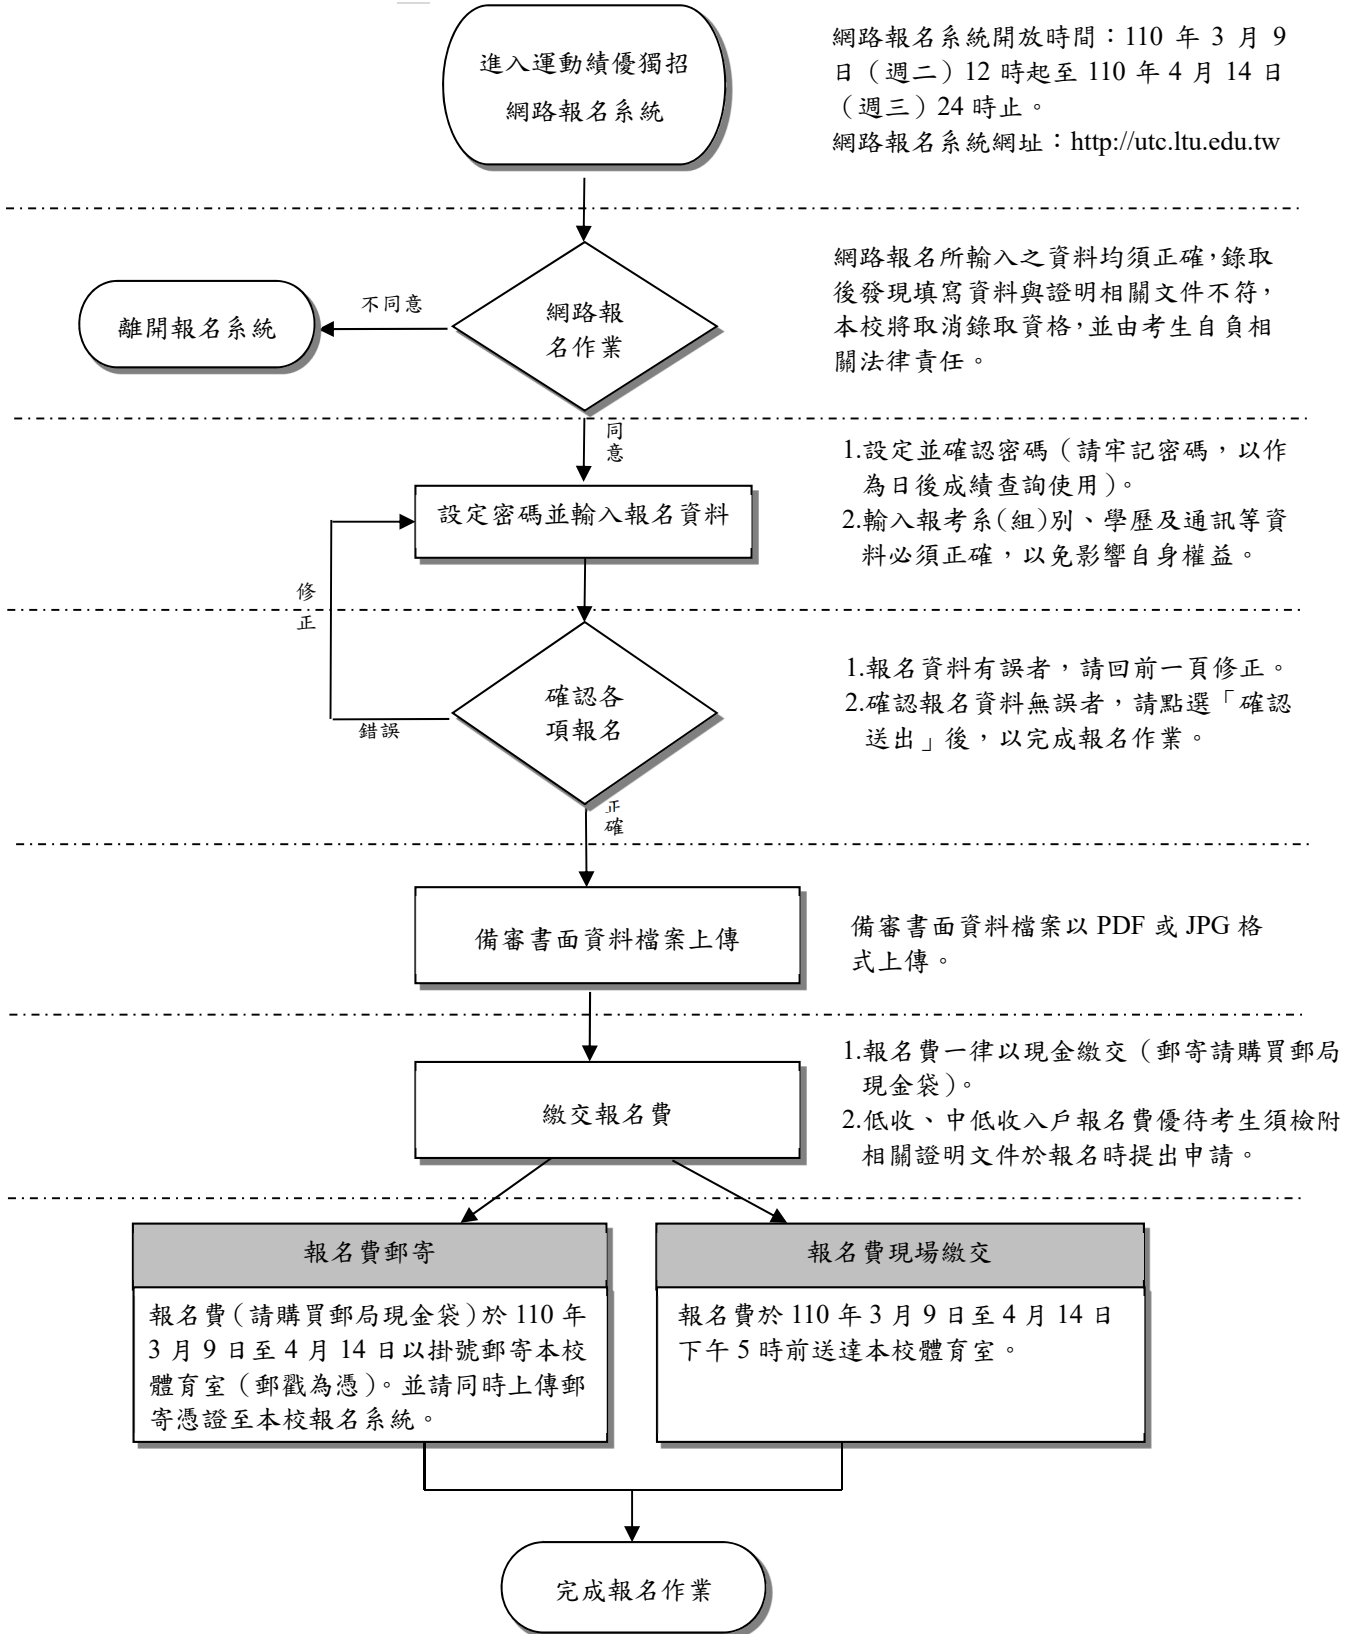 進入運動績優獨招
網路報名系統
網路報名系統開放時間：110 年 3 月 9
日（週二）12 時起至 110 年 4 月 14 日
（週三）24 時止。
網路報名系統網址：http://utc.ltu.edu.tw
離開報名系統
不同意
網路報
名作業
網路報名所輸入之資料均須正確，錄取
後發現填寫資料與證明相關文件不符，
本校將取消錄取資格，並由考生自負相
關法律責任。
同
意
設定密碼並輸入報名資料
1.設定並確認密碼（請牢記密碼，以作
為日後成績查詢使用）。
2.輸入報考系(組)別、學歷及通訊等資
料必須正確，以免影響自身權益。
修
正
確認各
項報名
錯誤
1.報名資料有誤者，請回前一頁修正。
2.確認報名資料無誤者，請點選「確認
送出」後，以完成報名作業。
正
確
備審書面資料檔案上傳
備審書面資料檔案以 PDF 或 JPG 格
式上傳。
繳交報名費
1.報名費一律以現金繳交（郵寄請購買郵局
現金袋）。
2.低收、中低收入戶報名費優待考生須檢附
相關證明文件於報名時提出申請。
報名費郵寄
報名費（請購買郵局現金袋）於 110 年
3 月 9 日至 4 月 14 日以掛號郵寄本校
體育室（郵戳為憑）。並請同時上傳郵
寄憑證至本校報名系統。
報名費現場繳交
報名費於 110 年 3 月 9 日至 4 月 14 日
下午 5 時前送達本校體育室。
完成報名作業